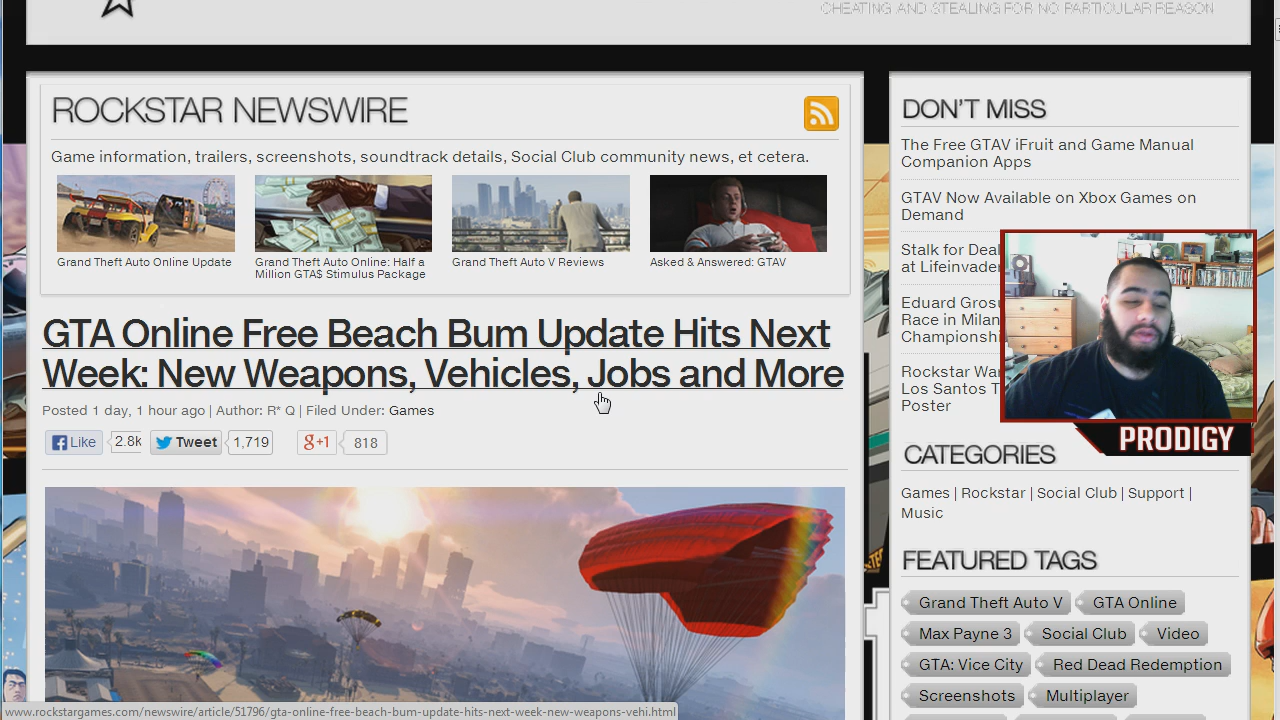 CHEATING AND STEALING FOR NO PARTICULAR REASON
ROCKSTAR NEWSWIRE
Game information, trailers, screenshots, soundtrack details, Social Club community news, et cetera.
Grand Theft Auto Online Update
Grand Theft Auto Online: Half a
Million GTA$ Stimulus Package
Grand Theft Auto V Reviews
Asked & Answered: GTAV
GTA Online Free Beach Bum Update Hits Next
Week: New Weapons, Vehicles, Jobs and More
Posted 1 day, 1 hour ago | Author: R* Q | Filed Under: Games
Like 2.8k Tweet 1,719 g+1 818
DON'T MISS
The Free GTAV iFruit and Game Manual
Companion Apps
GTAV Now Available on Xbox Games on
Demand
Stalk for Deal
at Lifeinvader
Eduard
Race in Milan
Rockstar
Los Santos
Poster
PRODIGY
CATEGORIES
Games | Rockstar | Social Club | Support |
Music
FEATURED TAGS
Grand Theft Auto V GTA Online
Max Payne 3 Social Club Video
GTA: Vice City Red Dead Redemption
Screenshots Multiplayer
www.rockstargames.com/newswire/article/51796/gta-online-free-beach-bum-update-hits-next-week-new-weapons-vehi.html